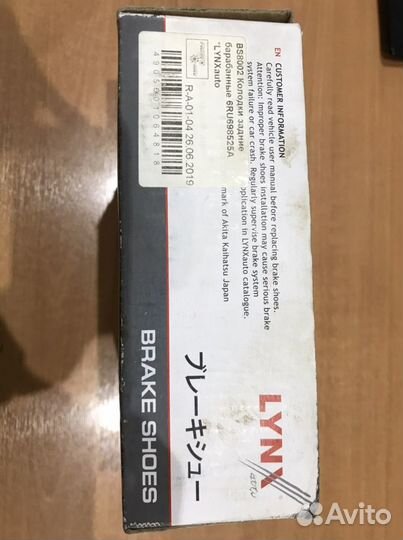 BS8002 Колодки задние
барабанные 6RU698525A
"LYNXauto
R.A-01-04 26.06.2019
EN CUSTOMER INFORMATION
Carefully read vehicle user manual before replacing brake shoes.
Attention: Improper brake shoes installation may cause serious brake
system failure or car crash. Regularly supervise brake system
pplication in LYNXauto catalogue.
mark of Akita Kaihatsu Japan
LYNX
auto
ブレーキシュー
BRAKE SHOES
Avito